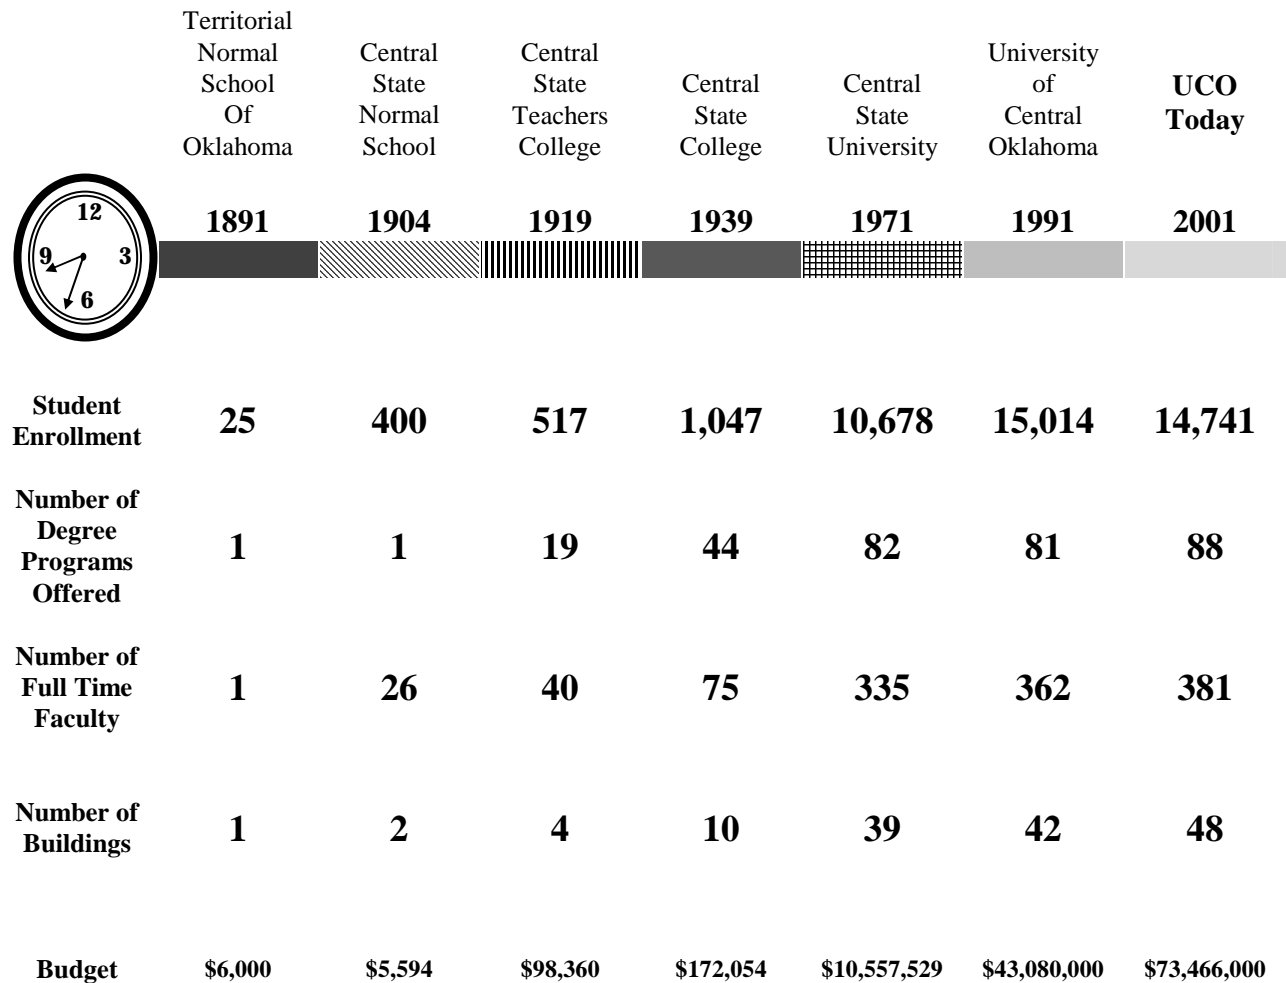 Territorial
Normal
School
Of
Oklahoma
Central
State
Normal
School
Central
State
Teachers
College
Central
State
College
Central
State
University
University
of
Central
Oklahoma
UCO
Today
12
9 3
6
1891 1904 1919 1939 1971 1991 2001
Student
Enrollment
25 400 517 1,047 10,678 15,014 14,741
Number of
Degree
Programs
Offered
1 1 19 44 82 81 88
Number of
Full Time
Faculty
1 26 40 75 335 362 381
Number of
Buildings
1 2 4 10 39 42 48
Budget $6,000 $5,594 $98,360 $172,054 $10,557,529 $43,080,000 $73,466,000